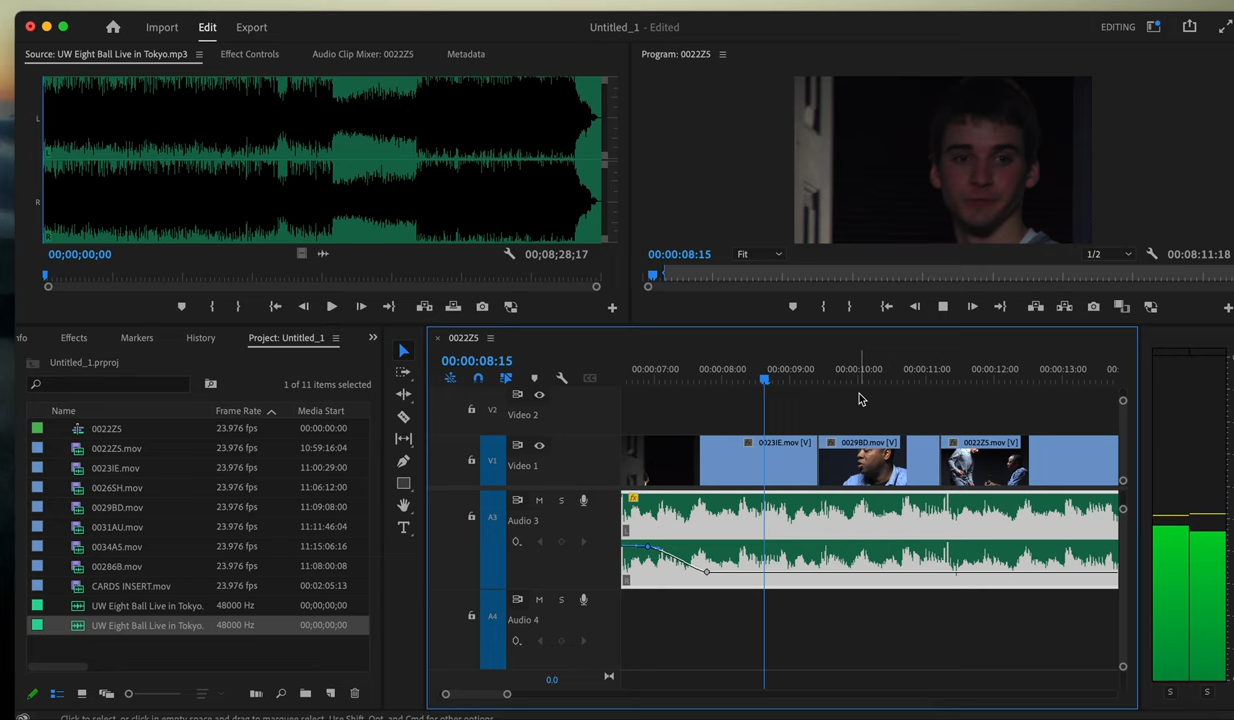 Import Edit Export Untitled_1 - Edited EDITING
Source: UW Eight Ball Live in Tokyo.mp3 Effect Controls Audio Clip Mixer: 0022Z5 Metadata
Program: 0022Z5
L
R
00;00;00;00 00;08;28;17
00:00:08:15 Fit 1/2 00:08:11:18
nfo Effects Markers History Project: Untitled_1
Untitled_1.prproj
1 of 11 items selected
Name Frame Rate Media Start
0022Z5 23.976 fps 00:00:00:00
0022Z5.mov 23.976 fps 10:59:16:04
0023IE.mov 23.976 fps 11:00:29:00
0026SH.mov 23.976 fps 11:06:12:00
0029BD.mov 23.976 fps 11:09:08:00
0031AU.mov 23.976 fps 11:11:46:04
0034AS.mov 23.976 fps 11:15:06:16
00286B.mov 23.976 fps 11:08:00:08
CARDS INSERT.mov 23.976 fps 00:02:05:13
UW Eight Ball Live in Tokyo. 48000 Hz 00;00;00;00
UW Eight Ball Live in Tokyo. 48000 Hz 00;00;00;00
0022Z5
00:00:08:15
00:00:07:00 00:00:08:00 00:00:09:00 00:00:10:00 00:00:11:00 00:00:12:00 00:00:13:00 00:
V2 Video 2
V1 Video 1
fx 0023IE.mov [V] fx 0029BD.mov [V] fx 0022Z5.mov [V]
A3 M S
Audio 3
fx
L
R
A4 M S
Audio 4
0.0
S S
0
Click to select, or click in empty space and drag to marquee select. Use Shift, Opt, and Cmd for other options.